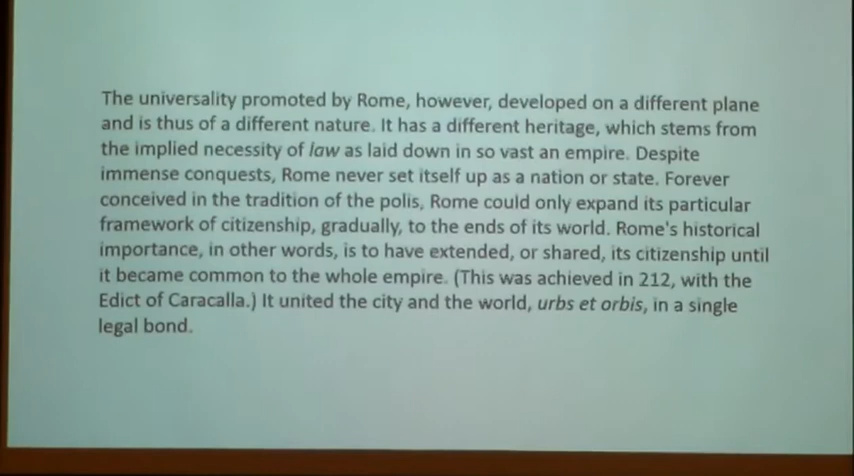 The universality promoted by Rome, however, developed on a different plane
and is thus of a different nature. It has a different heritage, which stems from
the implied necessity of law as laid down in so vast an empire. Despite
immense conquests, Rome never set itself up as a nation or state. Forever
conceived in the tradition of the polis, Rome could only expand its particular
framework of citizenship, gradually, to the ends of its world. Rome's historical
importance, in other words, is to have extended, or shared, its citizenship until
it became common to the whole empire. (This was achieved in 212, with the
Edict of Caracalla.) It united the city and the world, urbs et orbis, in a single
legal bond.